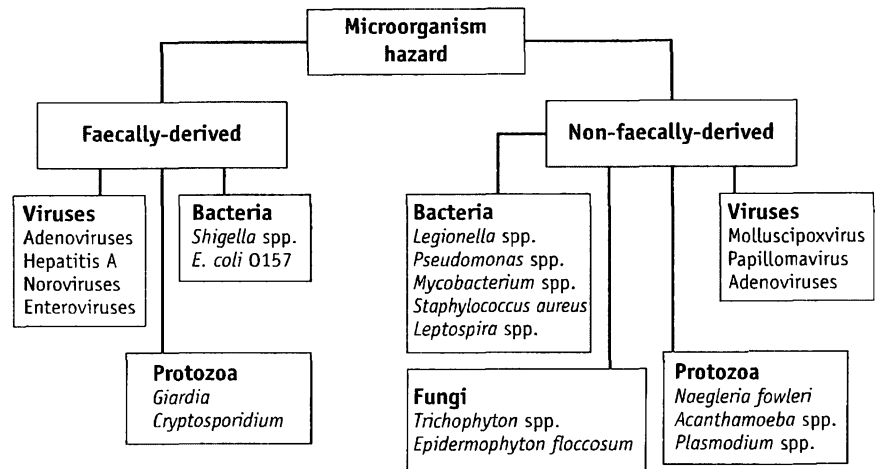 Microorganism
hazard
Faecally-derived
Non-faecally-derived
Viruses
Adenoviruses
Hepatitis A
Noroviruses
Enteroviruses
Bacteria
Shigella spp.
E. coli O157
Protozoa
Giardia
Cryptosporidium
Bacteria
Legionella spp.
Pseudomonas spp.
Mycobacterium spp.
Staphylococcus aureus
Leptospira spp.
Viruses
Molluscipoxvirus
Papillomavirus
Adenoviruses
Fungi
Trichophyton spp.
Epidermophyton floccosum
Protozoa
Naegleria fowleri
Acanthamoeba spp.
Plasmodium spp.